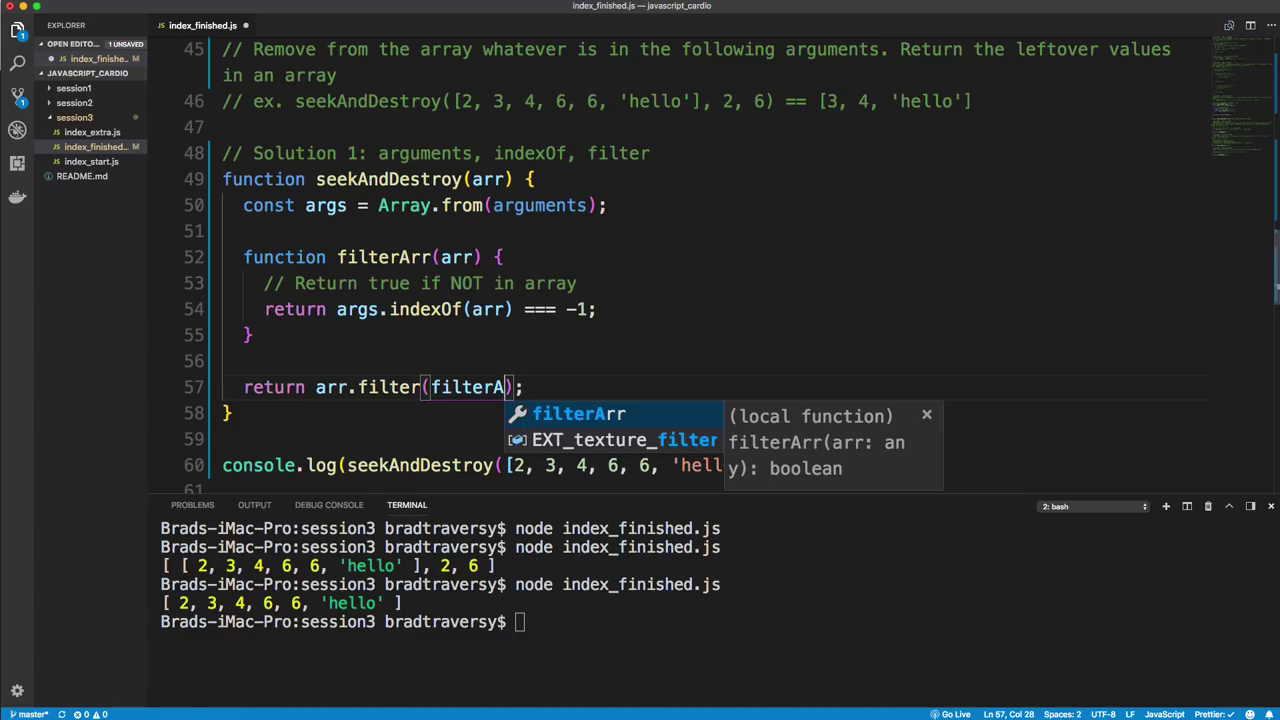 index_finished.js — javascript_cardio
EXPLORER
index_finished.js
OPEN EDITO... 1 UNSAVED
index_finishe...
JAVASCRIPT_CARDIO
session1
session2
session3
index_extra.js
index_finished...
index_start.js
README.md
45 // Remove from the array whatever is in the following arguments. Return the leftover values
in an array
46 // ex. seekAndDestroy([2, 3, 4, 6, 6, 'hello'], 2, 6) == [3, 4, 'hello']
47
48 // Solution 1: arguments, indexOf, filter
49 function seekAndDestroy(arr) {
50 const args = Array.from(arguments);
51
52 function filterArr(arr) {
53 // Return true if NOT in array
54 return args.indexOf(arr) === -1;
55 }
56
57 return arr.filter(filterA);
58 }
59
60 console.log(seekAndDestroy([2, 3, 4, 6, 6, 'hell
61
filterArr
EXT_texture_filter
(local function)
filterArr(arr: an
y): boolean
PROBLEMS OUTPUT DEBUG CONSOLE TERMINAL 2: bash
Brads-iMac-Pro:session3 bradtraversy$ node index_finished.js
Brads-iMac-Pro:session3 bradtraversy$ node index_finished.js
[ [ 2, 3, 4, 6, 6, 'hello' ], 2, 6 ]
Brads-iMac-Pro:session3 bradtraversy$ node index_finished.js
[ 2, 3, 4, 6, 6, 'hello' ]
Brads-iMac-Pro:session3 bradtraversy$
master* 0 0 Go Live Ln 57, Col 28 Spaces: 2 UTF-8 LF JavaScript Prettier: ✓